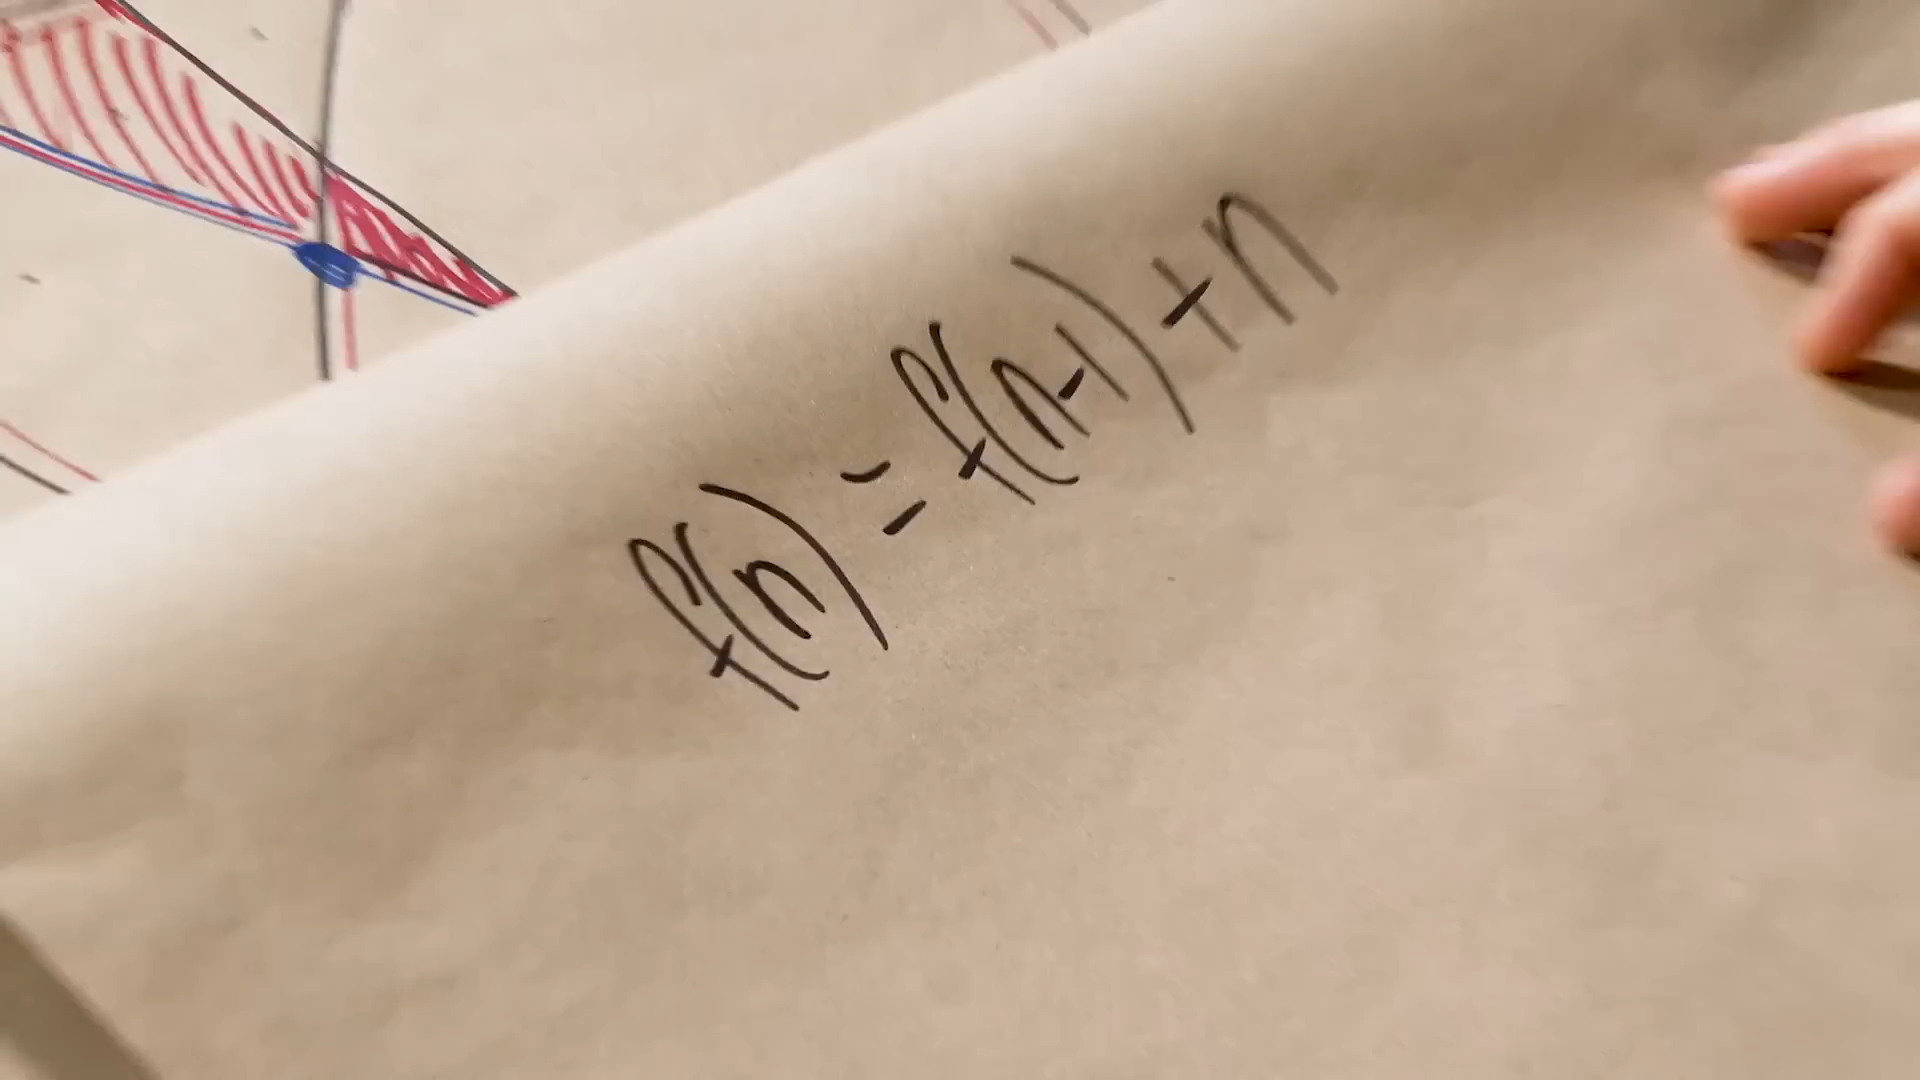 f(n) = f(n-1) + n